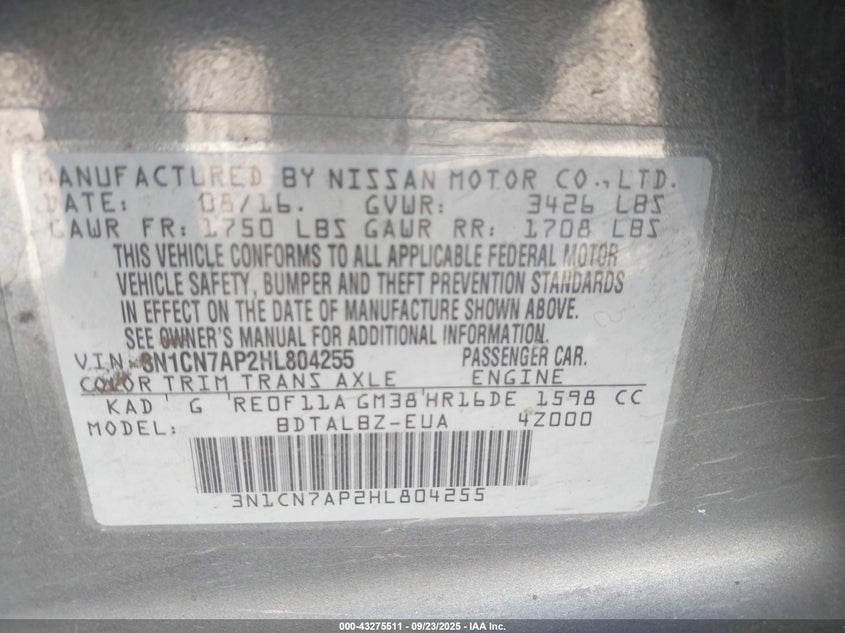 MANUFACTURED BY NISSAN MOTOR CO., LTD.
DATE: 08/16. GVWR: 3426 LBS
GAWR FR: 1750 LBS GAWR RR: 1708 LBS
THIS VEHICLE CONFORMS TO ALL APPLICABLE FEDERAL MOTOR
VEHICLE SAFETY, BUMPER AND THEFT PREVENTION STANDARDS
IN EFFECT ON THE DATE OF MANUFACTURE SHOWN ABOVE.
SEE OWNER'S MANUAL FOR ADDITIONAL INFORMATION.
VIN: 3N1CN7AP2HL804255 PASSENGER CAR.
COLOR TRIM TRANS AXLE ENGINE
KAD G RE0F11A GM38 HR16DE 1598 CC
MODEL: BDTALBZ-EUA 4Z000
3N1CN7AP2HL804255
000-43275511 - 09/23/2025 - IAA Inc.